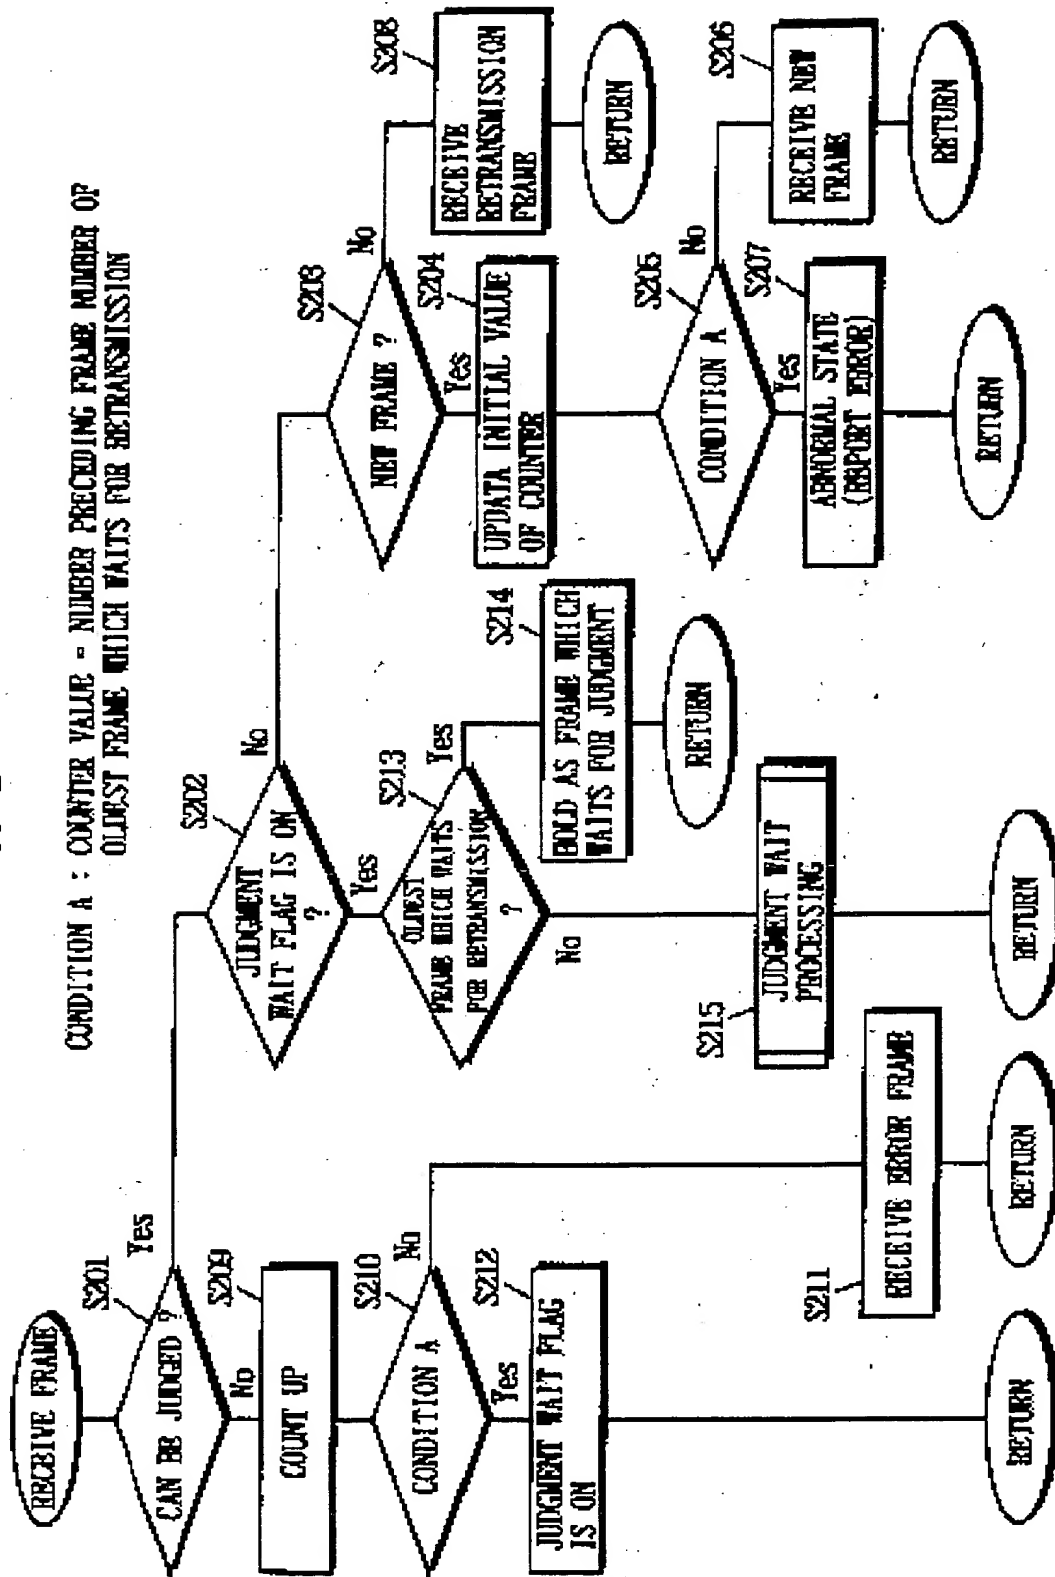 CONDITION A : COUNTER VALUE = NUMBER PRECEDING FRAME NUMBER OF
OLDEST FRAME WHICH WAITS FOR RETRANSMISSION
RECEIVE FRAME
S201
CAN BE JUDGED ?
Yes
No
S209
COUNT UP
S210
CONDITION A
No
Yes
S212
JUDGMENT WAIT FLAG
IS ON
RETURN
S211
RECEIVE ERROR FRAME
RETURN
S202
JUDGMENT
WAIT FLAG IS ON
?
No
Yes
S213
OLDEST
FRAME WHICH WAITS
FOR RETRANSMISSION
?
Yes
No
S214
HOLD AS FRAME WHICH
WAITS FOR JUDGMENT
RETURN
S215
JUDGMENT WAIT
PROCESSING
RETURN
S203
NEW FRAME ?
No
Yes
S208
RECEIVE
RETRANSMISSION
FRAME
RETURN
S204
UPDATA INITIAL VALUE
OF COUNTER
S205
CONDITION A
No
Yes
S206
RECEIVE NEW
FRAME
RETURN
S207
ABNORMAL STATE
(REPORT ERROR)
RETURN